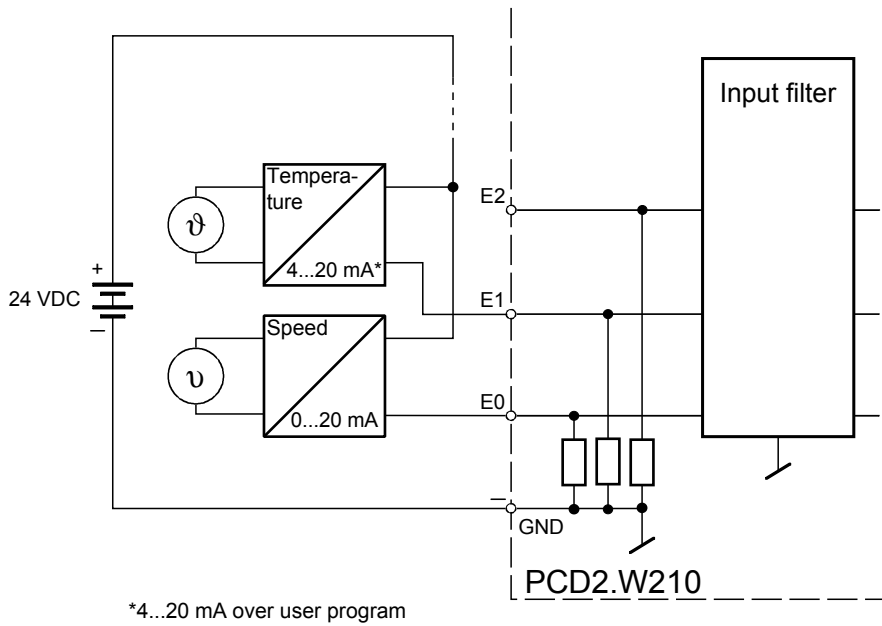 Input filter
Tempera-
ture
ϑ
4...20 mA*
E2
+
24 VDC
–
E1
Speed
υ
0...20 mA
E0
–
GND
PCD2.W210
*4...20 mA over user program